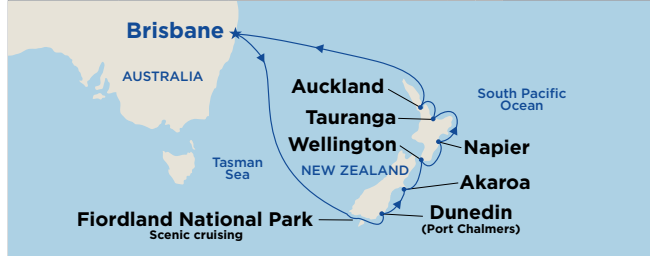 Brisbane
AUSTRALIA
Auckland
South Pacific
Ocean
Tauranga
Wellington
Napier
Tasman
Sea
NEW ZEALAND
Akaroa
Fiordland National Park
Scenic cruising
Dunedin
(Port Chalmers)